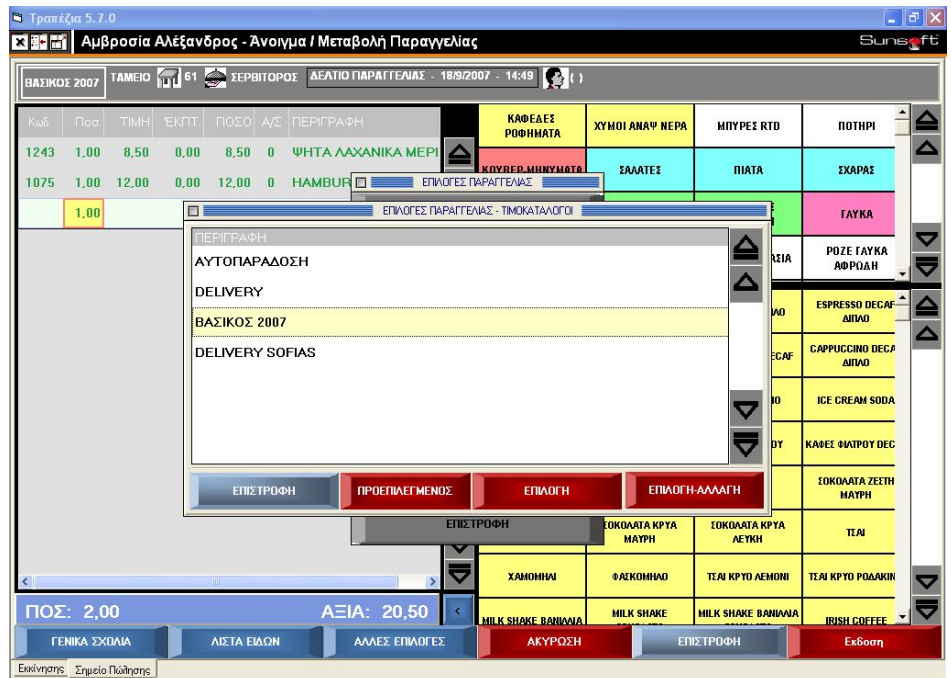 Τραπέζια 5.7.0
Αμβροσία Αλέξανδρος - Άνοιγμα / Μεταβολή Παραγγελίας
Sunsoft
ΒΑΣΙΚΟΣ 2007 ΤΑΜΕΙΟ 61 ΣΕΡΒΙΤΟΡΟΣ ΔΕΛΤΙΟ ΠΑΡΑΓΓΕΛΙΑΣ - 18/9/2007 - 14:49 ( )
Κωδ. Ποσ. ΤΙΜΗ ΈΚΠΤ. ΠΟΣΟ Α/Σ ΠΕΡΙΓΡΑΦΗ
1243 1,00 8,50 0,00 8,50 0 ΨΗΤΑ ΛΑΧΑΝΙΚΑ ΜΕΡΙ
1075 1,00 12,00 0,00 12,00 0 HAMBUR
1,00
ΚΑΦΕΔΕΣ ΡΟΦΗΜΑΤΑ
ΧΥΜΟΙ ΑΝΑΨ ΝΕΡΑ
ΜΠΥΡΕΣ RTD
ΠΟΤΗΡΙ
ΚΟΥΒΕΡ-ΜΗΝΥΜΑΤΑ
ΣΑΛΑΤΕΣ
ΠΙΑΤΑ
ΣΧΑΡΑΣ
ΓΛΥΚΑ
ΡΟΖΕ ΓΛΥΚΑ
ΑΦΡΩΔΗ
ΕΠΙΛΟΓΕΣ ΠΑΡΑΓΓΕΛΙΑΣ
ΕΠΙΛΟΓΕΣ ΠΑΡΑΓΓΕΛΙΑΣ - ΤΙΜΟΚΑΤΑΛΟΓΟΙ
ΠΕΡΙΓΡΑΦΗ
ΑΥΤΟΠΑΡΑΔΟΣΗ
DELIVERY
ΒΑΣΙΚΟΣ 2007
DELIVERY SOFIAS
ΕΠΙΣΤΡΟΦΗ
ΠΡΟΕΠΙΛΕΓΜΕΝΟΣ
ΕΠΙΛΟΓΗ
ΕΠΙΛΟΓΗ-ΑΛΛΑΓΗ
ΕΠΙΣΤΡΟΦΗ
ESPRESSO DECAF
ΔΙΠΛΟ
CAPPUCCINO DECA
ΔΙΠΛΟ
ICE CREAM SODA
ΚΑΦΕΣ ΦΙΛΤΡΟΥ DEC
ΣΟΚΟΛΑΤΑ ΖΕΣΤΗ
ΜΑΥΡΗ
ΣΟΚΟΛΑΤΑ ΚΡΥΑ
ΜΑΥΡΗ
ΣΟΚΟΛΑΤΑ ΚΡΥΑ
ΛΕΥΚΗ
ΤΣΑΙ
ΧΑΜΟΜΗΛΙ
ΦΑΣΚΟΜΗΛΟ
ΤΣΑΙ ΚΡΥΟ ΛΕΜΟΝΙ
ΤΣΑΙ ΚΡΥΟ ΡΟΔΑΚΙΝ
MILK SHAKE ΒΑΝΙΛΛΙΑ
MILK SHAKE
MILK SHAKE ΒΑΝΙΛΛΙΑ
IRISH COFFEE
ΠΟΣ: 2,00 ΑΞΙΑ: 20,50
ΓΕΝΙΚΑ ΣΧΟΛΙΑ
ΛΙΣΤΑ ΕΙΔΩΝ
ΑΛΛΕΣ ΕΠΙΛΟΓΕΣ
ΑΚΥΡΩΣΗ
ΕΠΙΣΤΡΟΦΗ
Εκδοση
Εκκίνησης
Σημείο Πώλησης